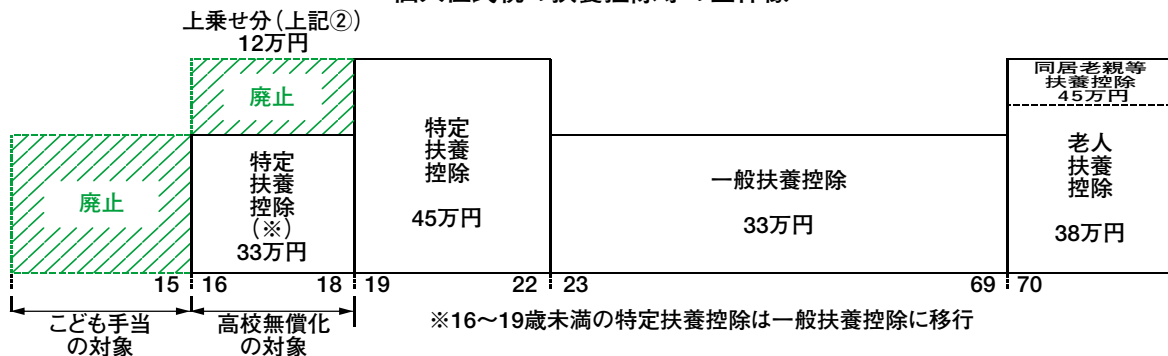 上乗せ分（上記②）
12万円
廃止
廃止
特定
扶養
控除
（※）
33万円
特定
扶養
控除
45万円
一般扶養控除
33万円
同居老親等
扶養控除
45万円
老人
扶養
控除
38万円
15 16 18 19 22 23 69 70
こども手当
の対象
高校無償化
の対象
※16〜19歳未満の特定扶養控除は一般扶養控除に移行